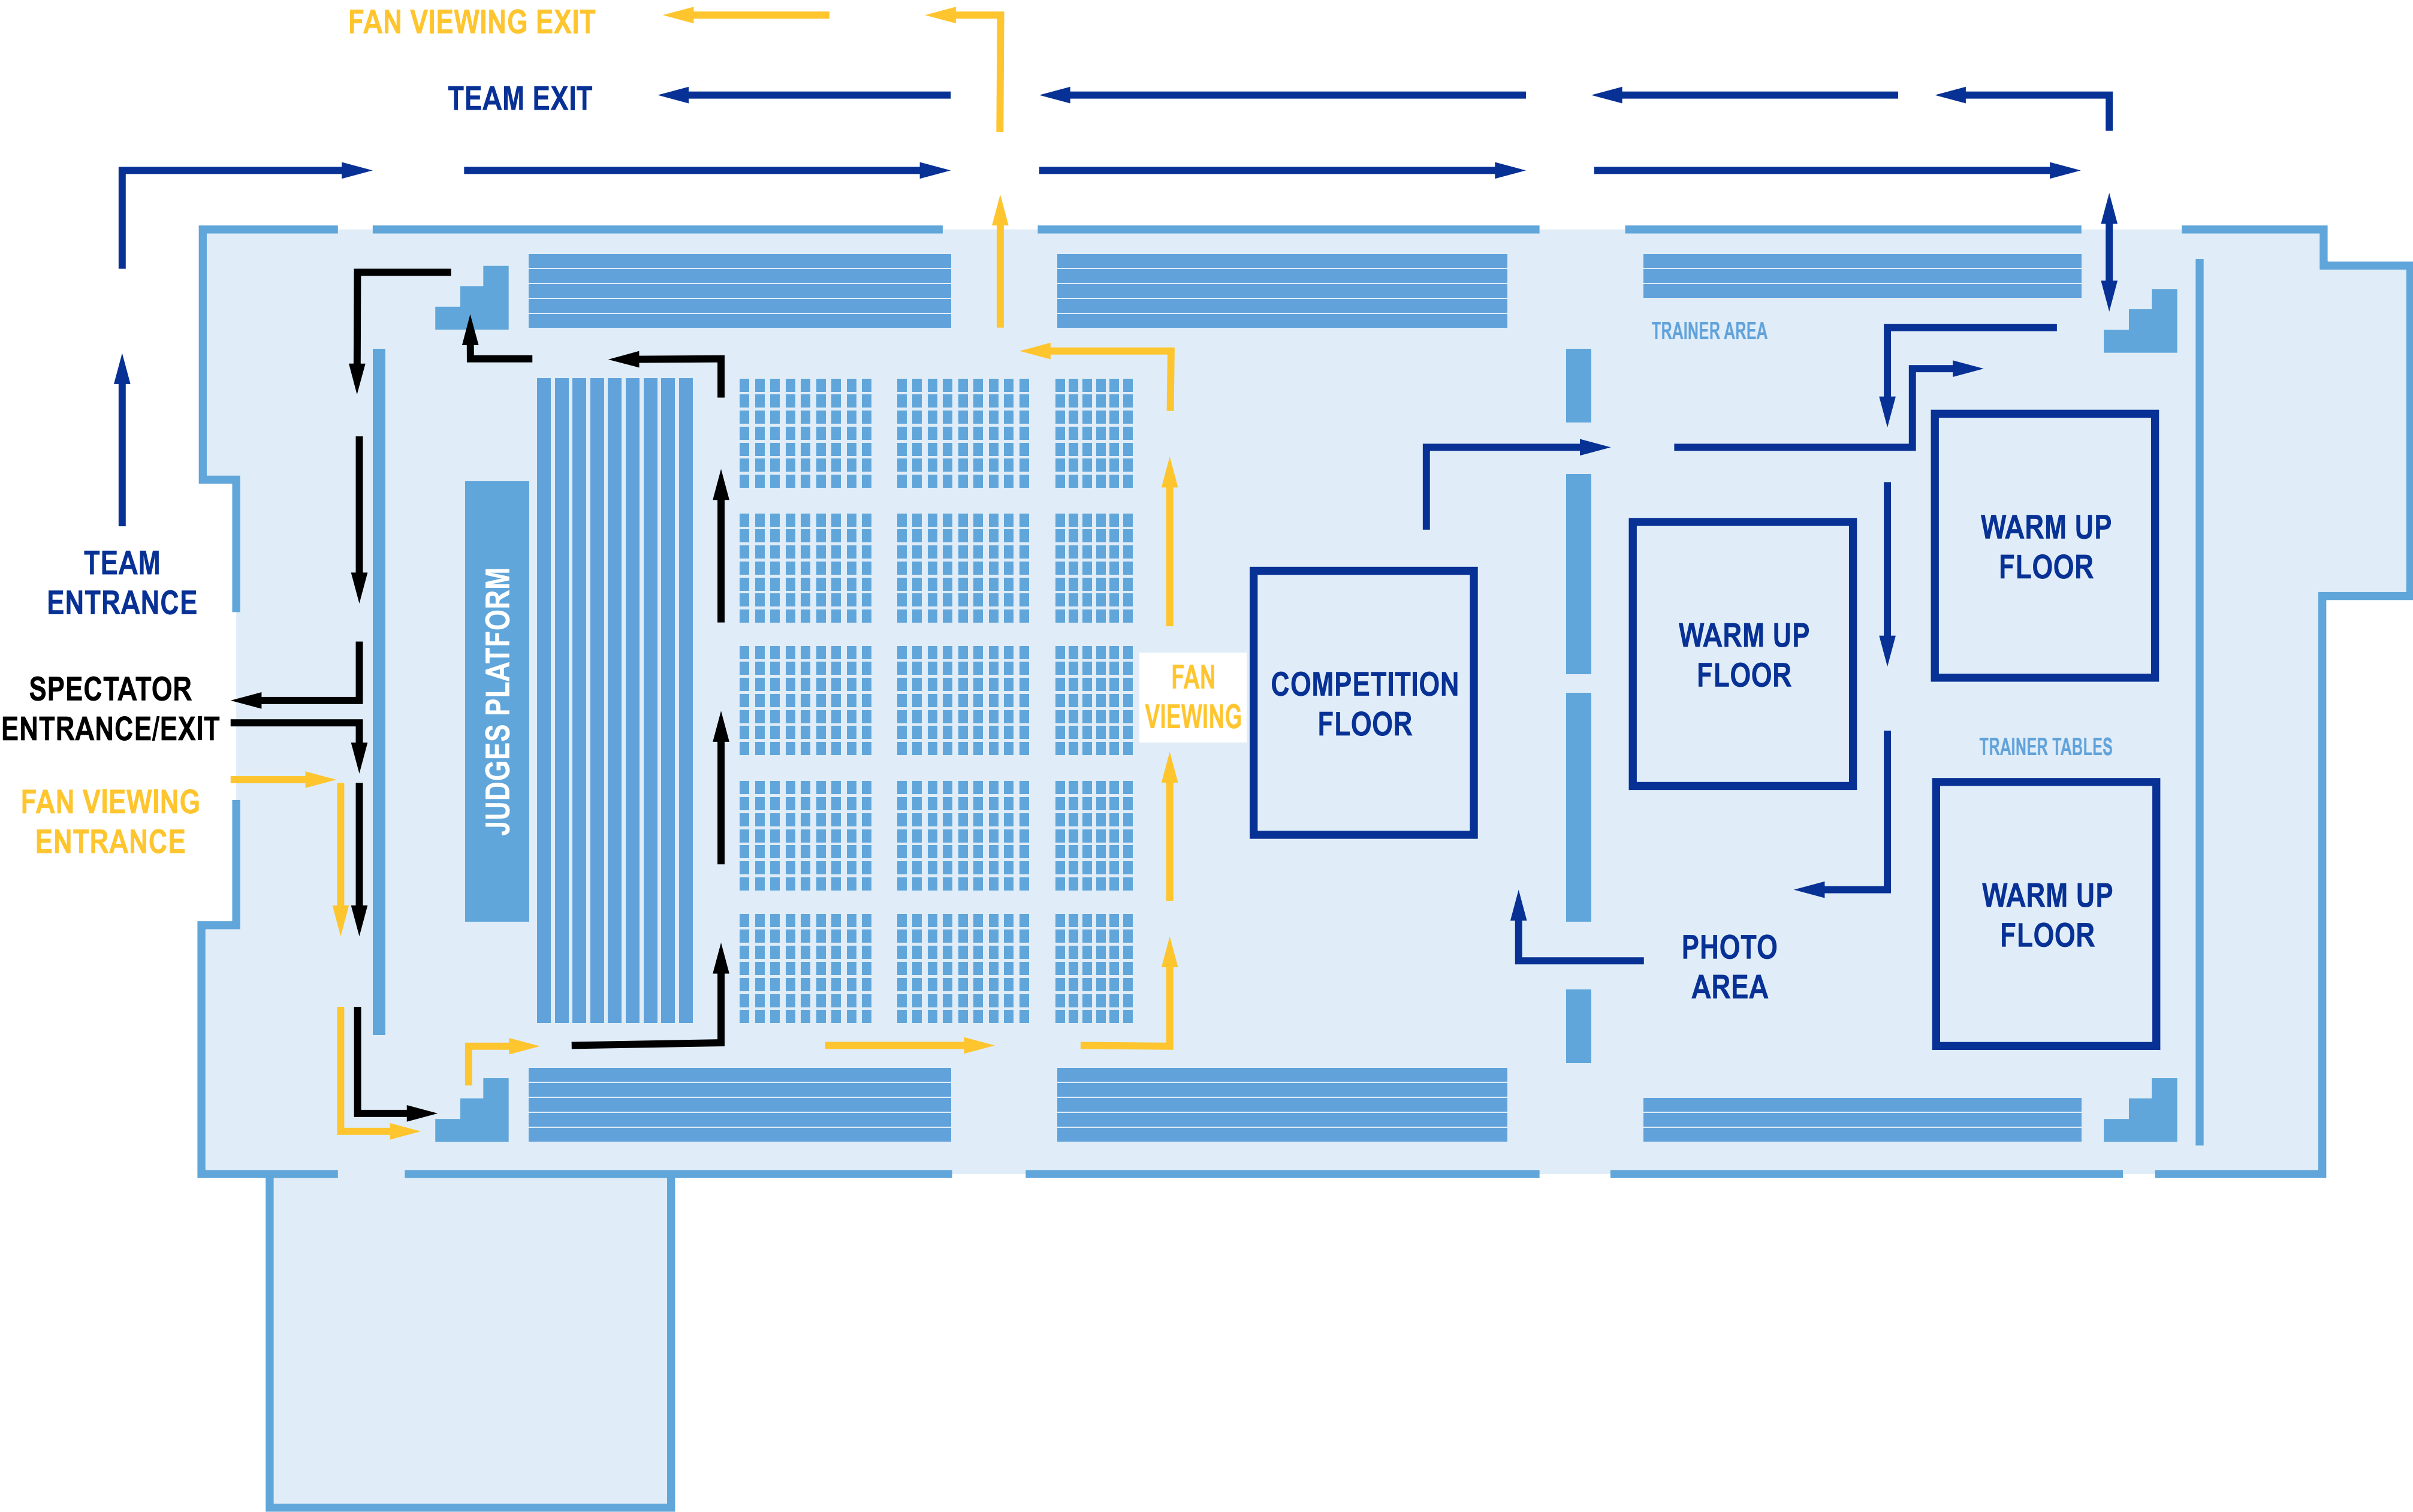 FAN VIEWING EXIT
TEAM EXIT
TRAINER AREA
TEAM
ENTRANCE
SPECTATOR
ENTRANCE/EXIT
FAN VIEWING
ENTRANCE
JUDGES PLATFORM
FAN
VIEWING
COMPETITION
FLOOR
WARM UP
FLOOR
WARM UP
FLOOR
TRAINER TABLES
WARM UP
FLOOR
PHOTO
AREA